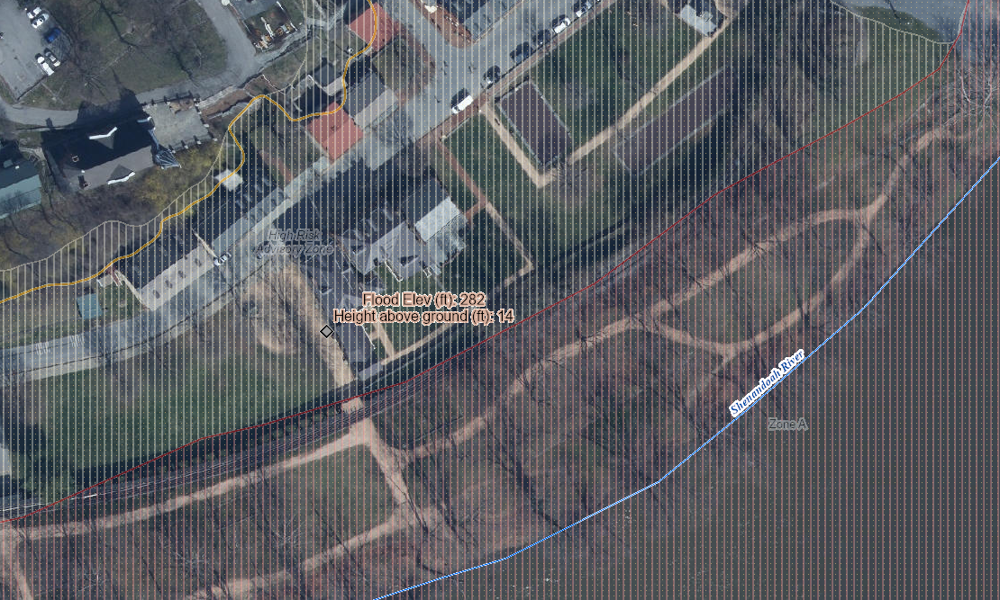 High Risk
Advisory Zone
Flood Elev (ft): 282
Height above ground (ft): 14
Shenandoah River
Zone A